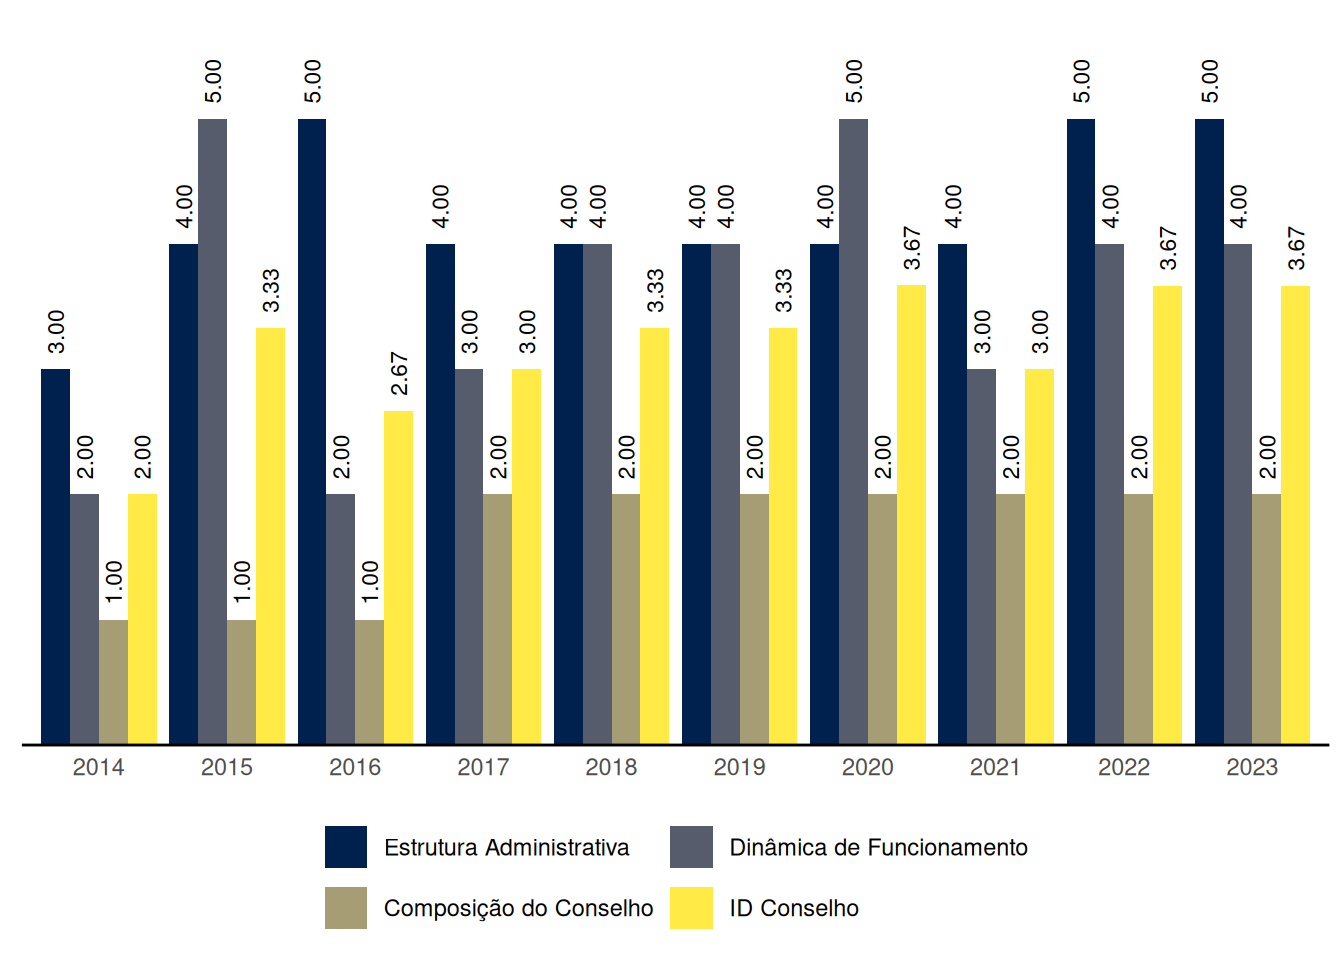 3.00 2.00 1.00 2.00
4.00 5.00 1.00 3.33
5.00 2.00 1.00 2.67
4.00 3.00 2.00 3.00
4.00 4.00 2.00 3.33
4.00 4.00 2.00 3.33
4.00 5.00 2.00 3.67
4.00 3.00 2.00 3.00
5.00 4.00 2.00 3.67
5.00 4.00 2.00 3.67
2014 2015 2016 2017 2018 2019 2020 2021 2022 2023
Estrutura Administrativa Dinâmica de Funcionamento
Composição do Conselho ID Conselho